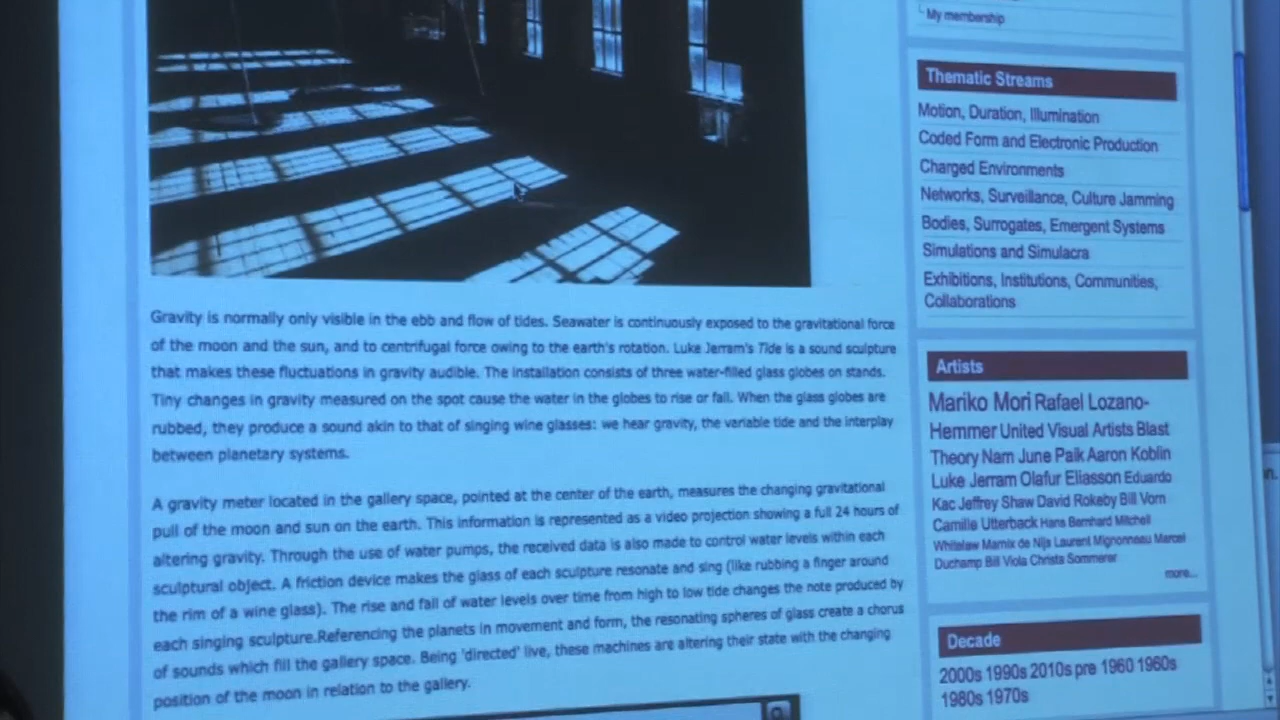 My membership
Thematic Streams
Motion, Duration, Illumination
Coded Form and Electronic Production
Charged Environments
Networks, Surveillance, Culture Jamming
Bodies, Surrogates, Emergent Systems
Simulations and Simulacra
Exhibitions, Institutions, Communities,
Collaborations
Gravity is normally only visible in the ebb and flow of tides. Seawater is continuously exposed to the gravitational force
of the moon and the sun, and to centrifugal force owing to the earth's rotation. Luke Jerram's Tide is a sound sculpture
that makes these fluctuations in gravity audible. The installation consists of three water-filled glass globes on stands.
Tiny changes in gravity measured on the spot cause the water in the globes to rise or fall. When the glass globes are
rubbed, they produce a sound akin to that of singing wine glasses: we hear gravity, the variable tide and the interplay
between planetary systems.
A gravity meter located in the gallery space, pointed at the center of the earth, measures the changing gravitational
pull of the moon and sun on the earth. This information is represented as a video projection showing a full 24 hours of
altering gravity. Through the use of water pumps, the received data is also made to control water levels within each
sculptural object. A friction device makes the glass of each sculpture resonate and sing (like rubbing a finger around
the rim of a wine glass). The rise and fall of water levels over time from high to low tide changes the note produced by
each singing sculpture.Referencing the planets in movement and form, the resonating spheres of glass create a chorus
of sounds which fill the gallery space. Being 'directed' live, these machines are altering their state with the changing
position of the moon in relation to the gallery.
Artists
Mariko Mori Rafael Lozano-
Hemmer United Visual Artists Blast
Theory Nam June Paik Aaron Koblin
Luke Jerram Olafur Eliasson Eduardo
Kac Jeffrey Shaw David Rokeby Bill Vorn
Camille Utterback Hans Bernhard Mitchell
Whitelaw Marnix de Nijs Laurent Mignonneau Marcel
Duchamp Bill Viola Christa Sommerer
more...
Decade
2000s 1990s 2010s pre 1960 1960s
1980s 1970s